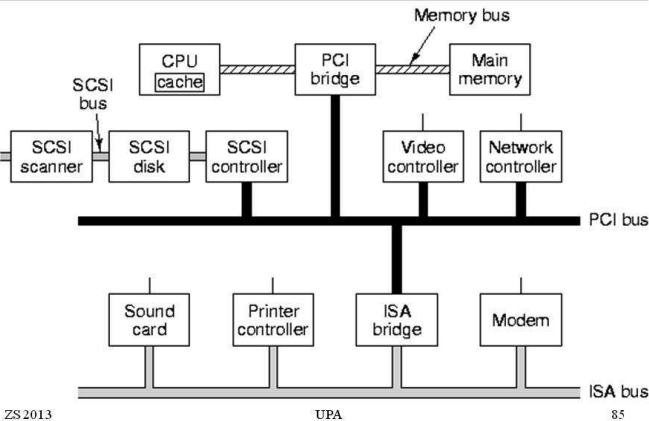 Memory bus
CPU
cache
PCI
bridge
Main
memory
SCSI
bus
SCSI
scanner
SCSI
disk
SCSI
controller
Video
controller
Network
controller
PCI bus
Sound
card
Printer
controller
ISA
bridge
Modem
ISA bus
ZS 2013
UPA
85